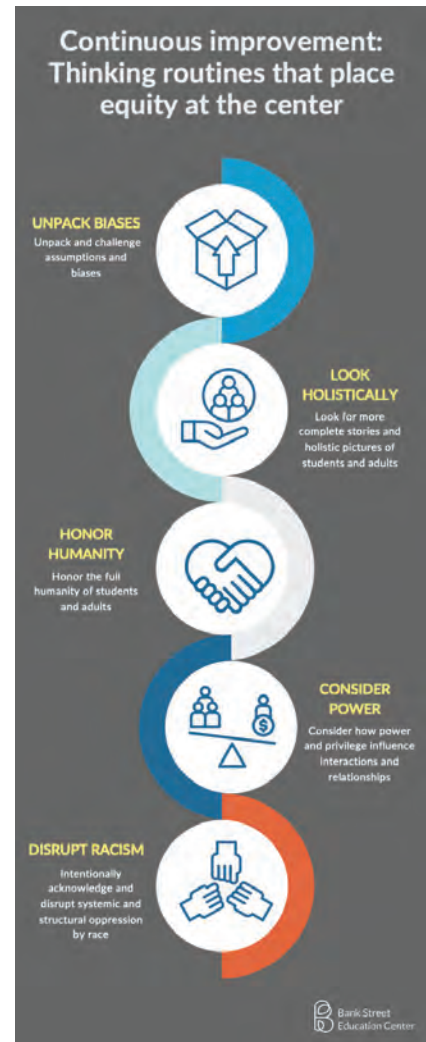 Continuous improvement:
Thinking routines that place
equity at the center
UNPACK BIASES
Unpack and challenge
assumptions and
biases
LOOK
HOLISTICALLY
Look for more
complete stories and
holistic pictures of
students and adults
HONOR
HUMANITY
Honor the full
humanity of students
and adults
CONSIDER
POWER
Consider how power
and privilege influence
interactions and
relationships
DISRUPT RACISM
Intentionally
acknowledge and
disrupt systemic and
structural oppression
by race
$
Bank Street
Education Center